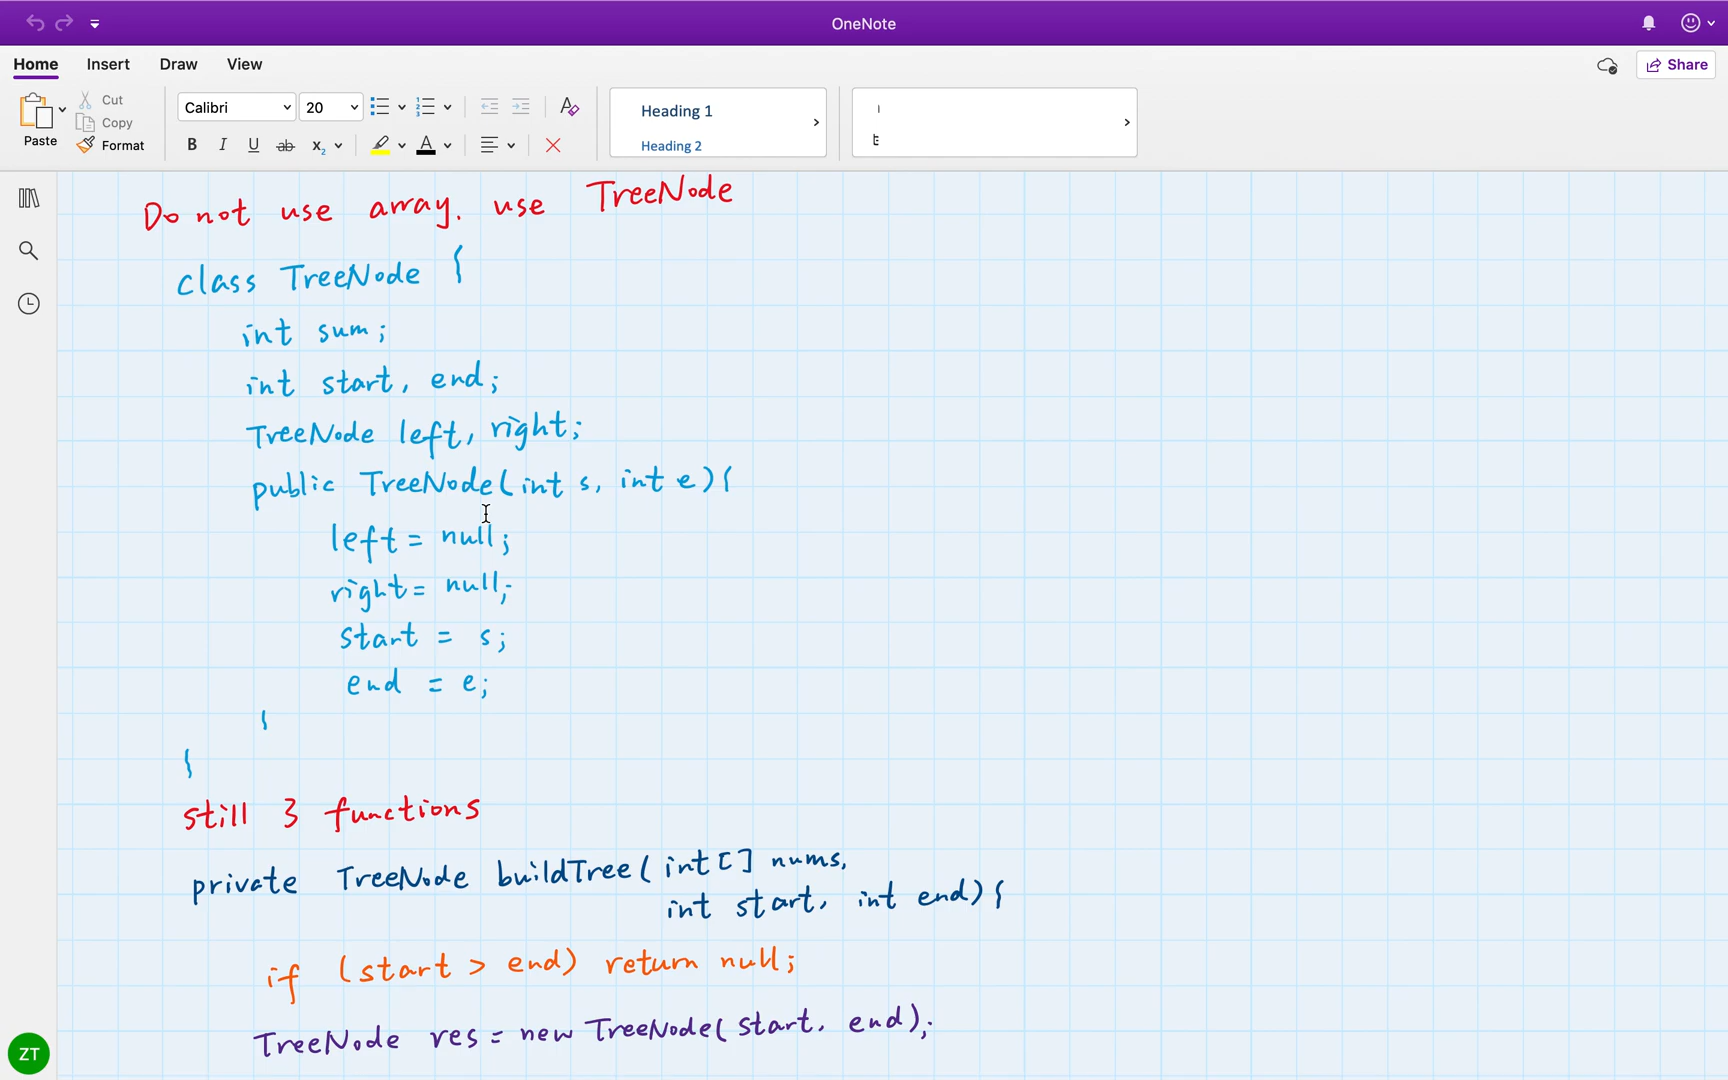 OneNote
Home Insert Draw View
Share
Paste
Cut
Copy
Format
Calibri 20
B I U ab x₂ A
Heading 1
Heading 2
Do not use array. use TreeNode
class TreeNode {
int sum;
int start, end;
TreeNode left, right;
public TreeNode(int s, int e){
left = null;
right = null;
start = s;
end = e;
}
}
still 3 functions
private TreeNode buildTree( int[] nums,
int start, int end) {
if (start > end) return null;
TreeNode res = new TreeNode( start, end);
ZT